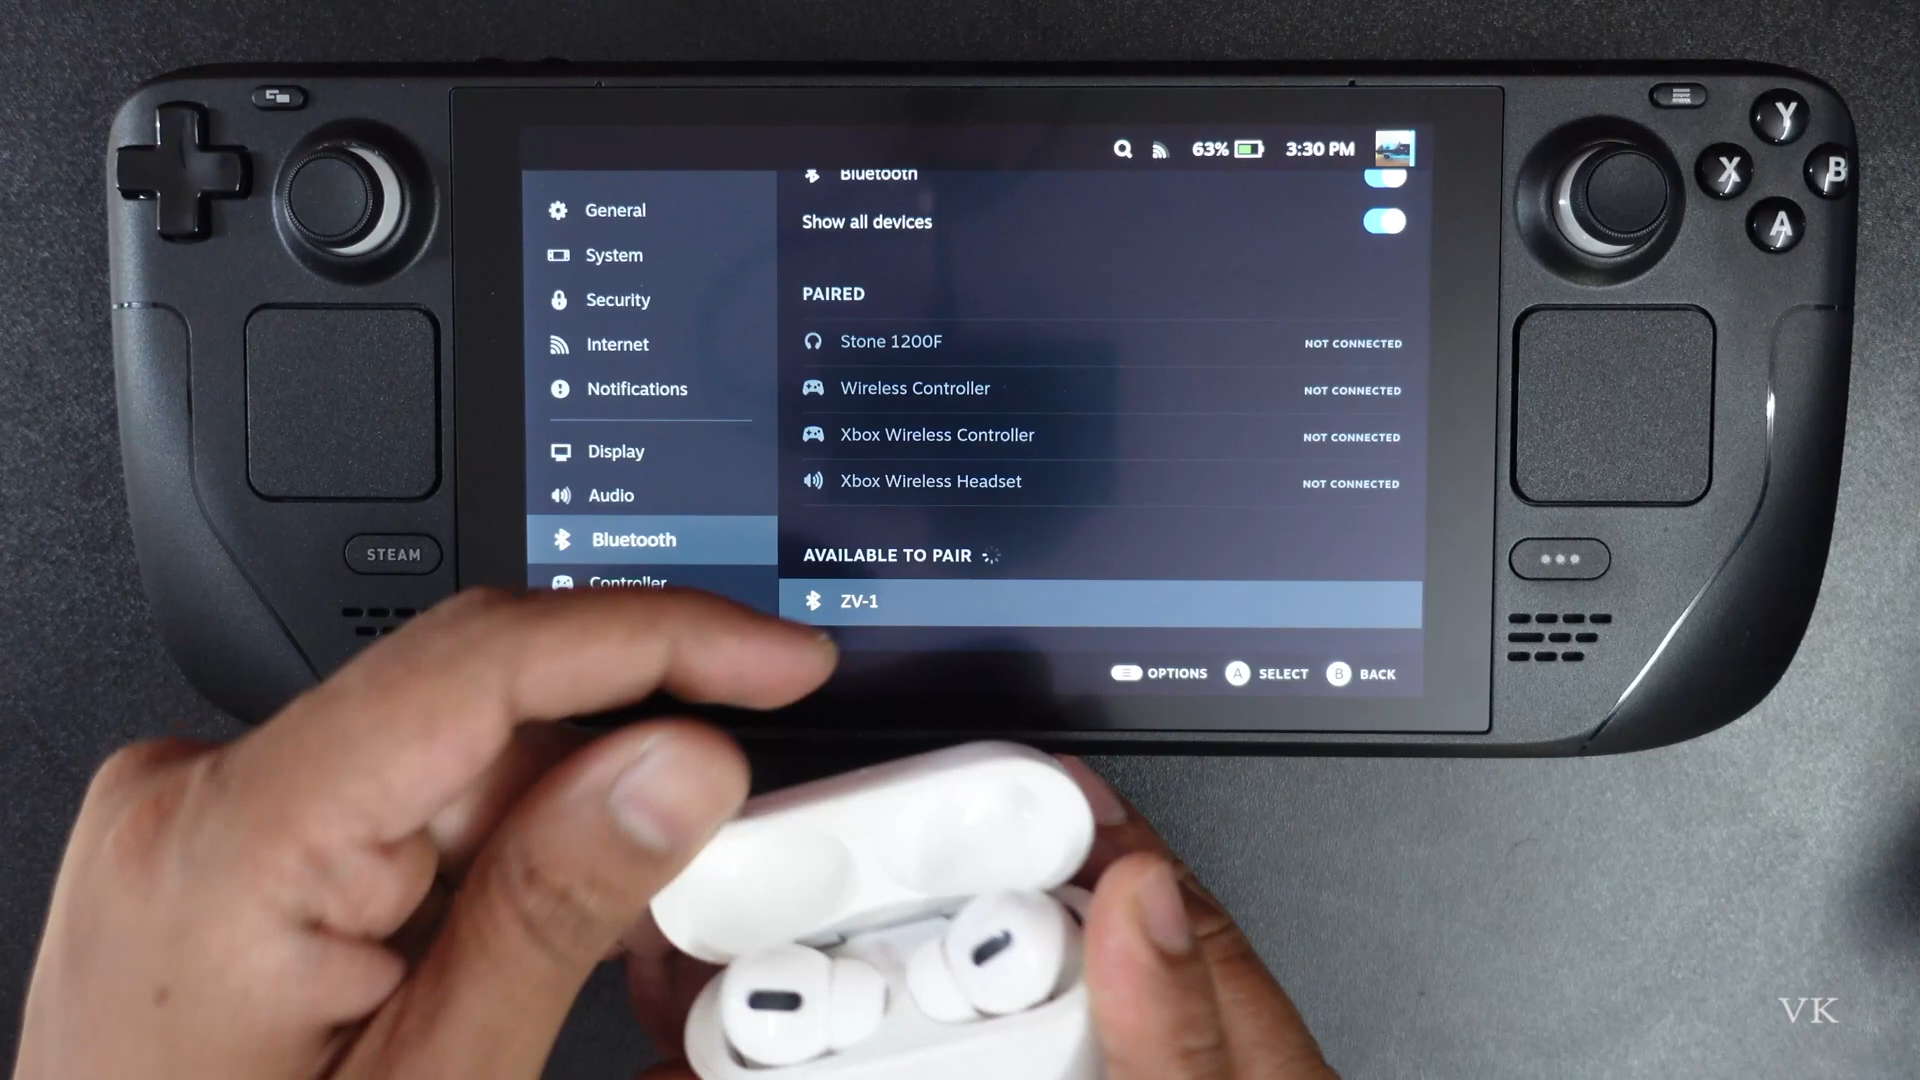 63% 3:30 PM
Bluetooth
Show all devices
General
System
Security
Internet
Notifications
Display
Audio
Bluetooth
Controller
PAIRED
Stone 1200F NOT CONNECTED
Wireless Controller NOT CONNECTED
Xbox Wireless Controller NOT CONNECTED
Xbox Wireless Headset NOT CONNECTED
AVAILABLE TO PAIR
ZV-1
OPTIONS A SELECT B BACK
STEAM
Y
X
B
A
VK